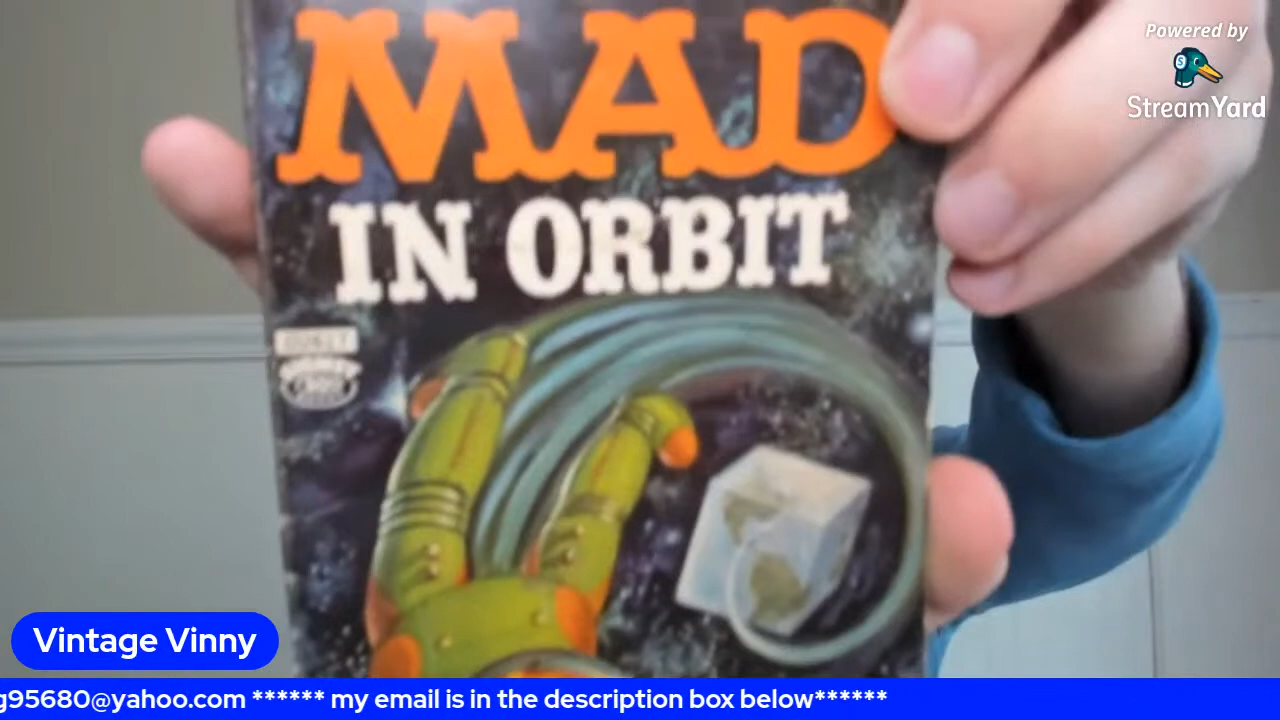 MAD
IN ORBIT
Powered by
StreamYard
Vintage Vinny
g95680@yahoo.com ****** my email is in the description box below******